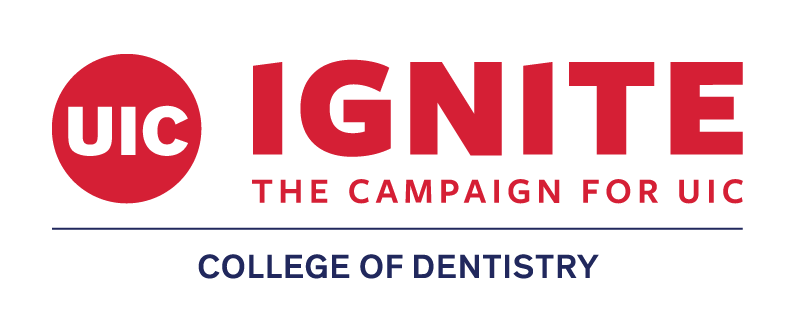 UIC
IGNITE
THE CAMPAIGN FOR UIC
COLLEGE OF DENTISTRY